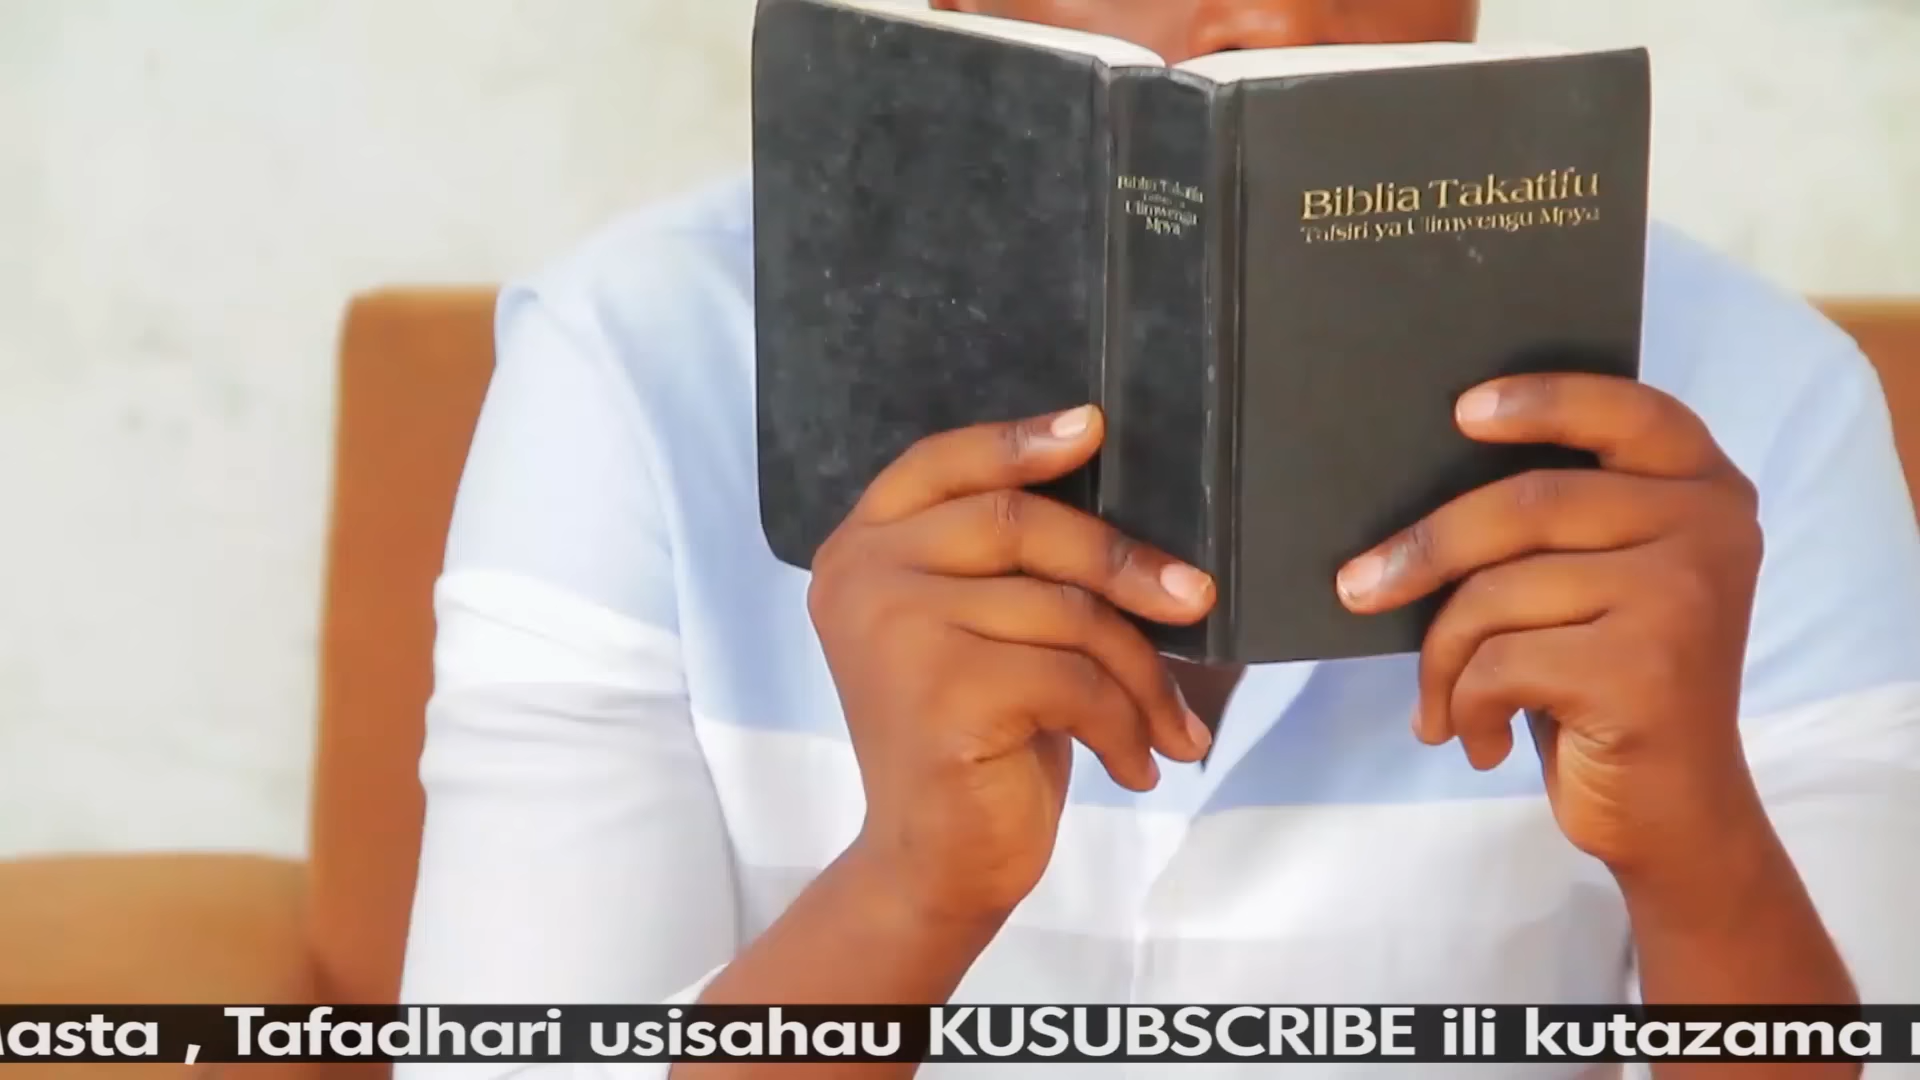 Biblia Takatifu
Ulimwengu
Mpya
Biblia Takatifu
Tafsiri ya Ulimwengu Mpya
asta , Tafadhari usisahau KUSUBSCRIBE ili kutazama